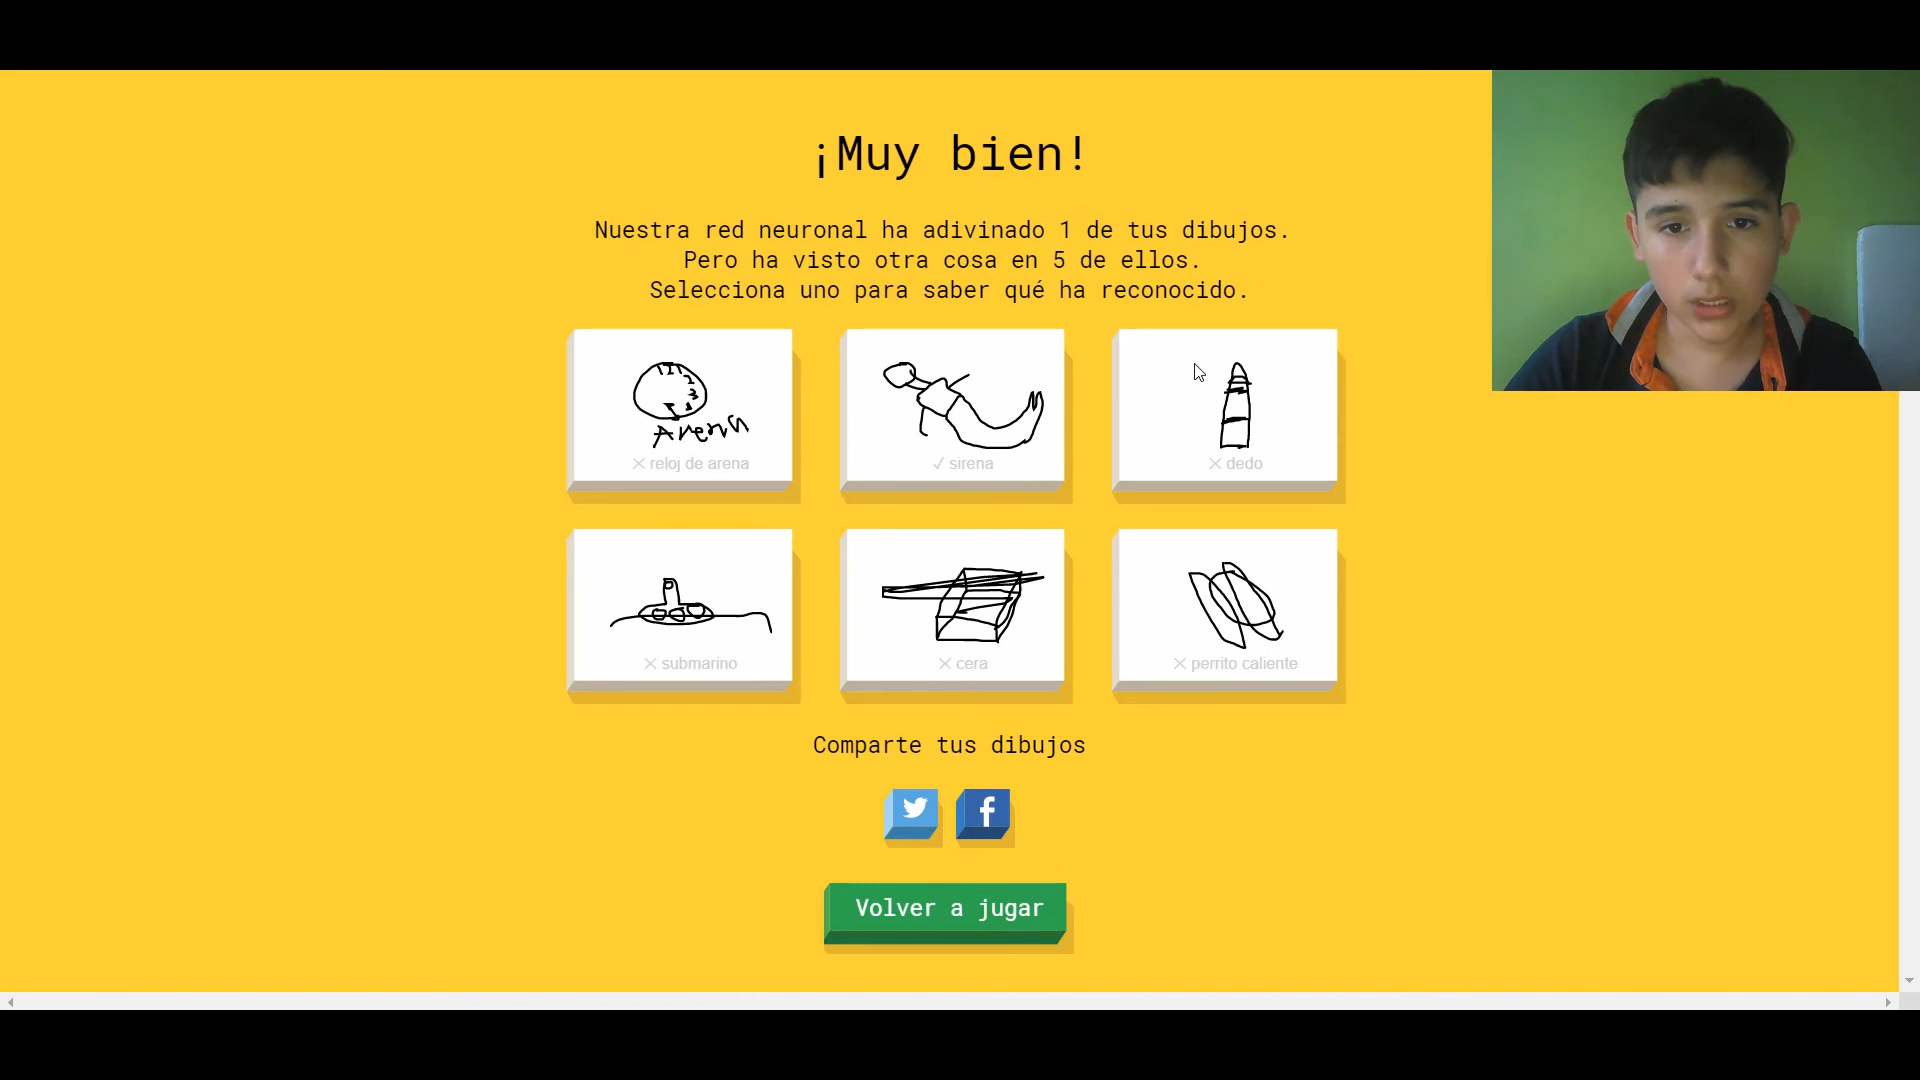 ¡Muy bien!
Nuestra red neuronal ha adivinado 1 de tus dibujos.
Pero ha visto otra cosa en 5 de ellos.
Selecciona uno para saber qué ha reconocido.
Arena
reloj de arena
sirena
dedo
submarino
cera
perrito caliente
Comparte tus dibujos
Volver a jugar